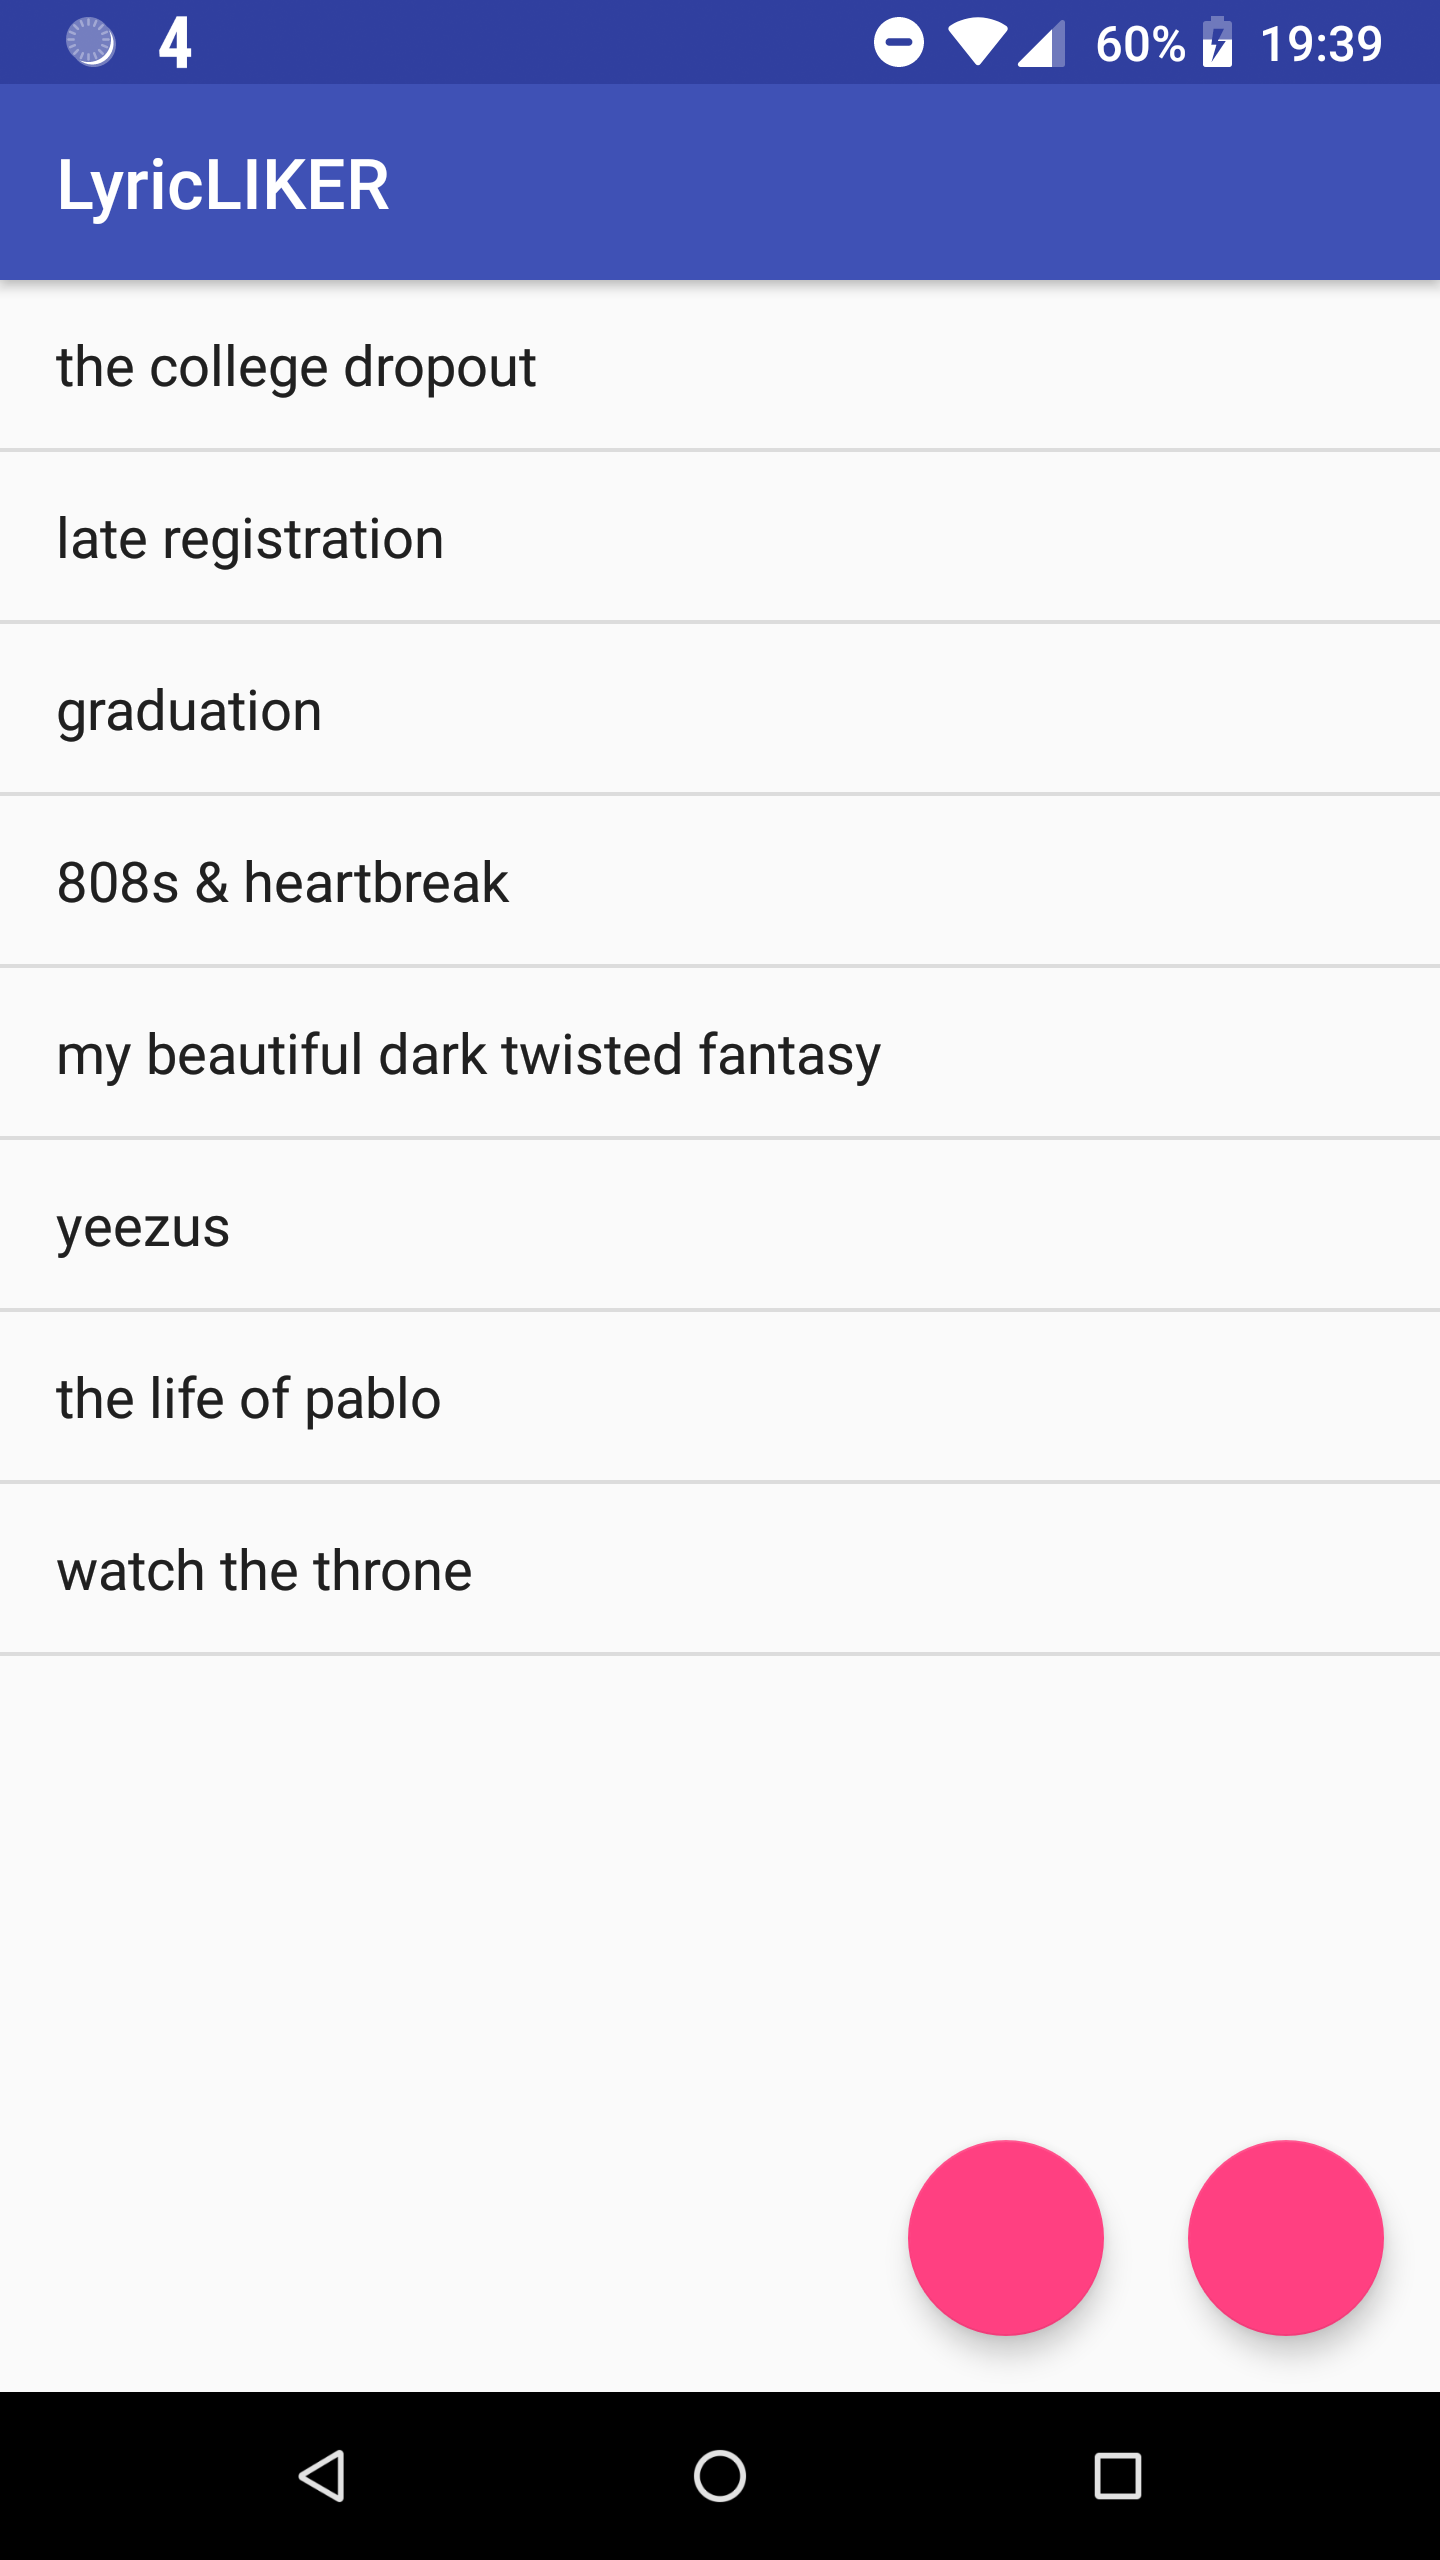 4 60% 19:39
LyricLIKER
the college dropout
late registration
graduation
808s & heartbreak
my beautiful dark twisted fantasy
yeezus
the life of pablo
watch the throne